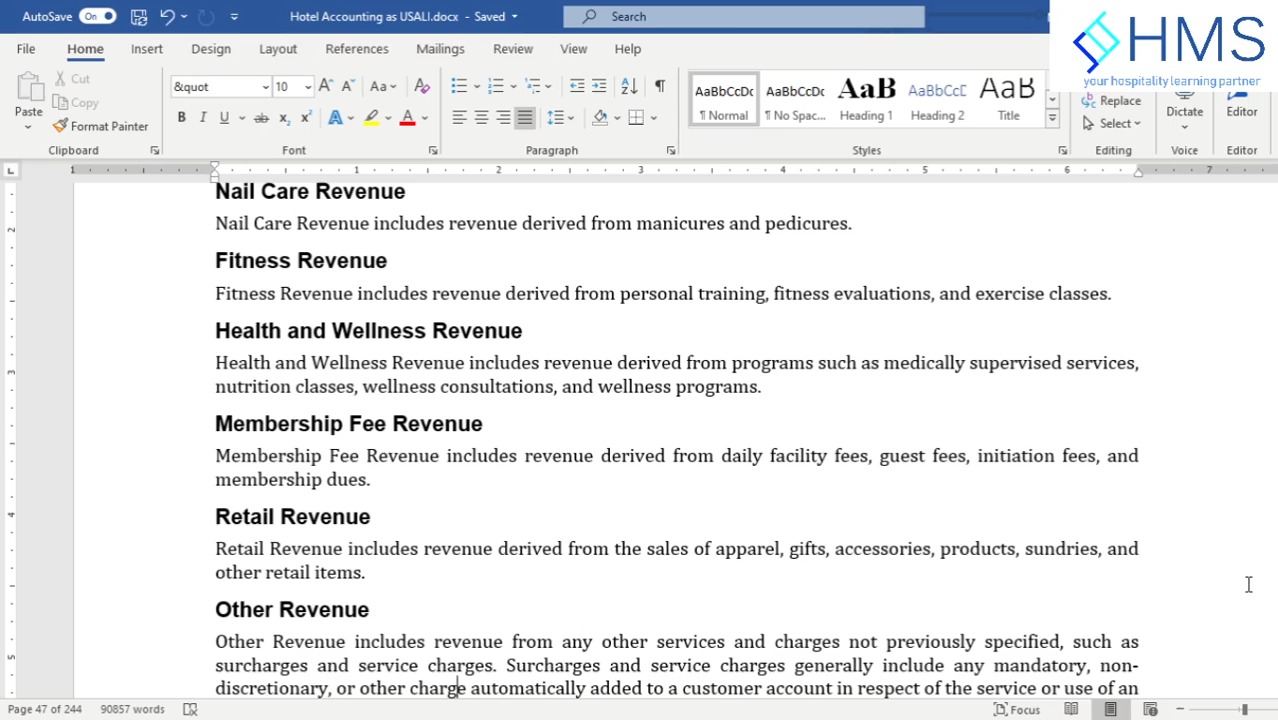 AutoSave On Hotel Accounting as USALI.docx - Saved Search
HMS
your hospitality learning partner
File Home Insert Design Layout References Mailings Review View Help
Paste Cut Copy Format Painter
&quot 10 Aa
AaBbCcDc AaBbCcDc AaB AaBbCcD AaB
¶ Normal ¶ No Spac... Heading 1 Heading 2 Title
Replace
Select
Dictate Editor
Clipboard Font Paragraph Styles Editing Voice Editor
1 1 2 3 4 5 6 7
Nail Care Revenue
Nail Care Revenue includes revenue derived from manicures and pedicures.
Fitness Revenue
Fitness Revenue includes revenue derived from personal training, fitness evaluations, and exercise classes.
Health and Wellness Revenue
Health and Wellness Revenue includes revenue derived from programs such as medically supervised services,
nutrition classes, wellness consultations, and wellness programs.
Membership Fee Revenue
Membership Fee Revenue includes revenue derived from daily facility fees, guest fees, initiation fees, and
membership dues.
Retail Revenue
Retail Revenue includes revenue derived from the sales of apparel, gifts, accessories, products, sundries, and
other retail items.
Other Revenue
Other Revenue includes revenue from any other services and charges not previously specified, such as
surcharges and service charges. Surcharges and service charges generally include any mandatory, non-
discretionary, or other charge automatically added to a customer account in respect of the service or use of an
Page 47 of 244 90857 words Focus